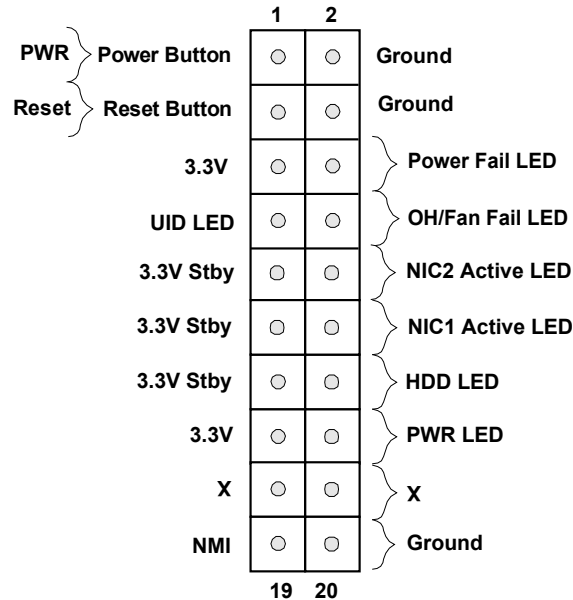 1 2
PWR Power Button Ground
Reset Reset Button Ground
3.3V Power Fail LED
UID LED OH/Fan Fail LED
3.3V Stby NIC2 Active LED
3.3V Stby NIC1 Active LED
3.3V Stby HDD LED
3.3V PWR LED
X X
NMI Ground
19 20